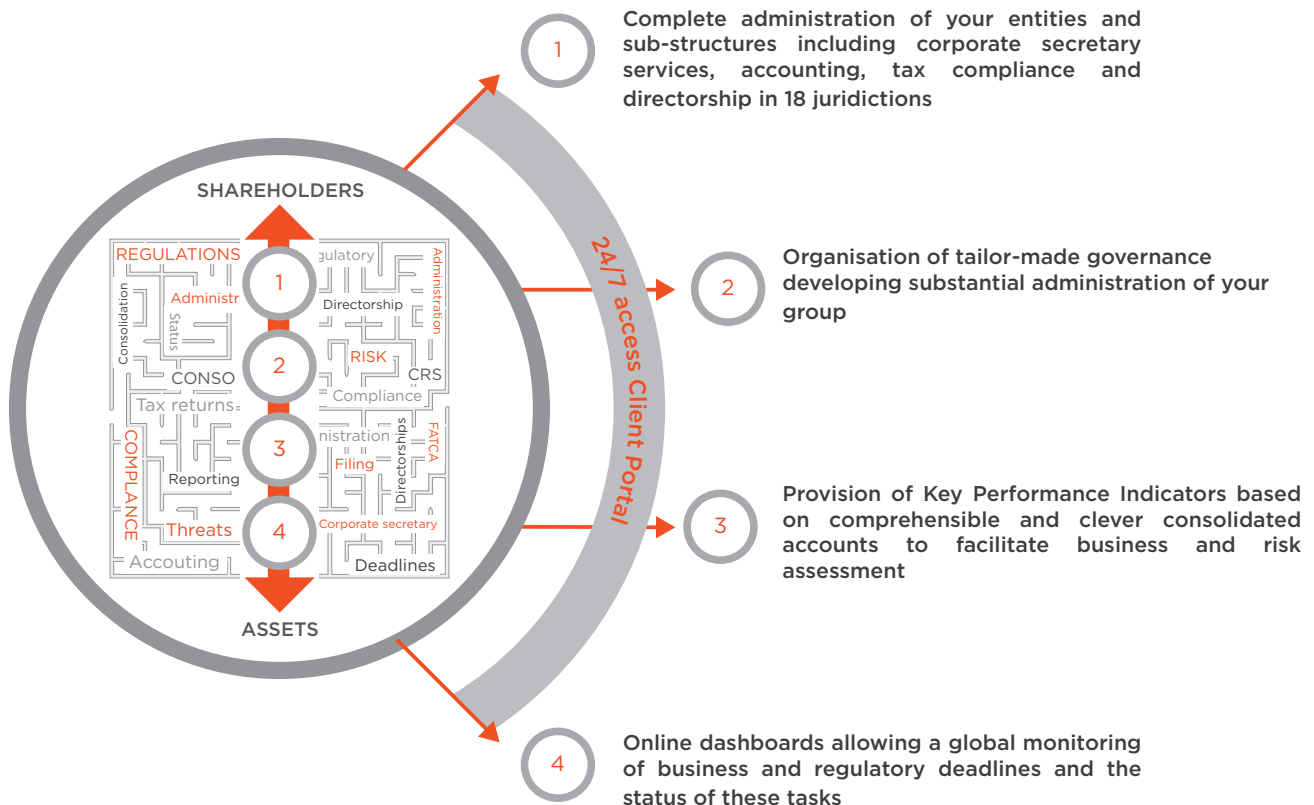 1
Complete administration of your entities and
sub-structures including corporate secretary
services, accounting, tax compliance and
directorship in 18 juridictions
SHAREHOLDERS
REGULATIONS
gulatory
Administration
1
Administr
Directorship
Consolidation
Status
2
RISK
CONSO
CRS
Compliance
Tax returns
COMPLANCE
nistration
Directorships
FATCA
3
Filing
Reporting
Threats
4
Corporate secretary
Accouting
Deadlines
ASSETS
24/7 access Client Portal
2
Organisation of tailor-made governance
developing substantial administration of your
group
3
Provision of Key Performance Indicators based
on comprehensible and clever consolidated
accounts to facilitate business and risk
assessment
4
Online dashboards allowing a global monitoring
of business and regulatory deadlines and the
status of these tasks